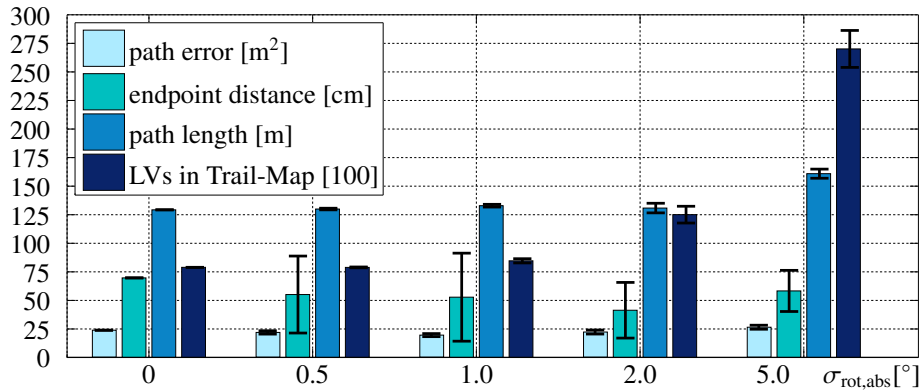 300
275
250
225
200
175
150
125
100
75
50
25
0
path error [m²]
endpoint distance [cm]
path length [m]
LVs in Trail-Map [100]
0 0.5 1.0 2.0 5.0 σrot,abs[°]